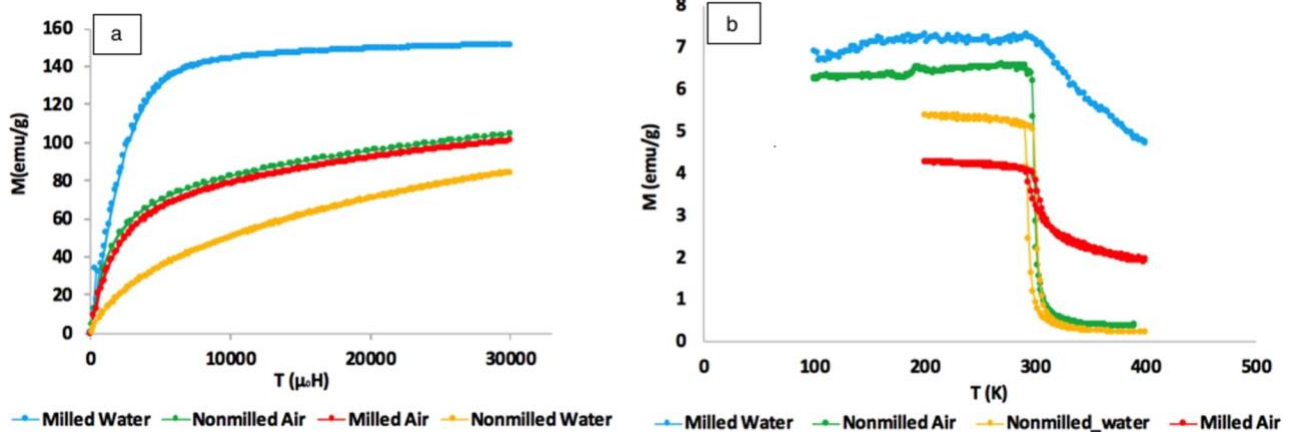 a
M(emu/g)
160
140
120
100
80
60
40
20
0
0 10000 20000 30000
T (μ₀H)
Milled Water Nonmilled Air Milled Air Nonmilled Water
b
M (emu/g)
8
7
6
5
4
3
2
1
0
0 100 200 300 400 500
T (K)
Milled Water Nonmilled Air Nonmilled_water Milled Air